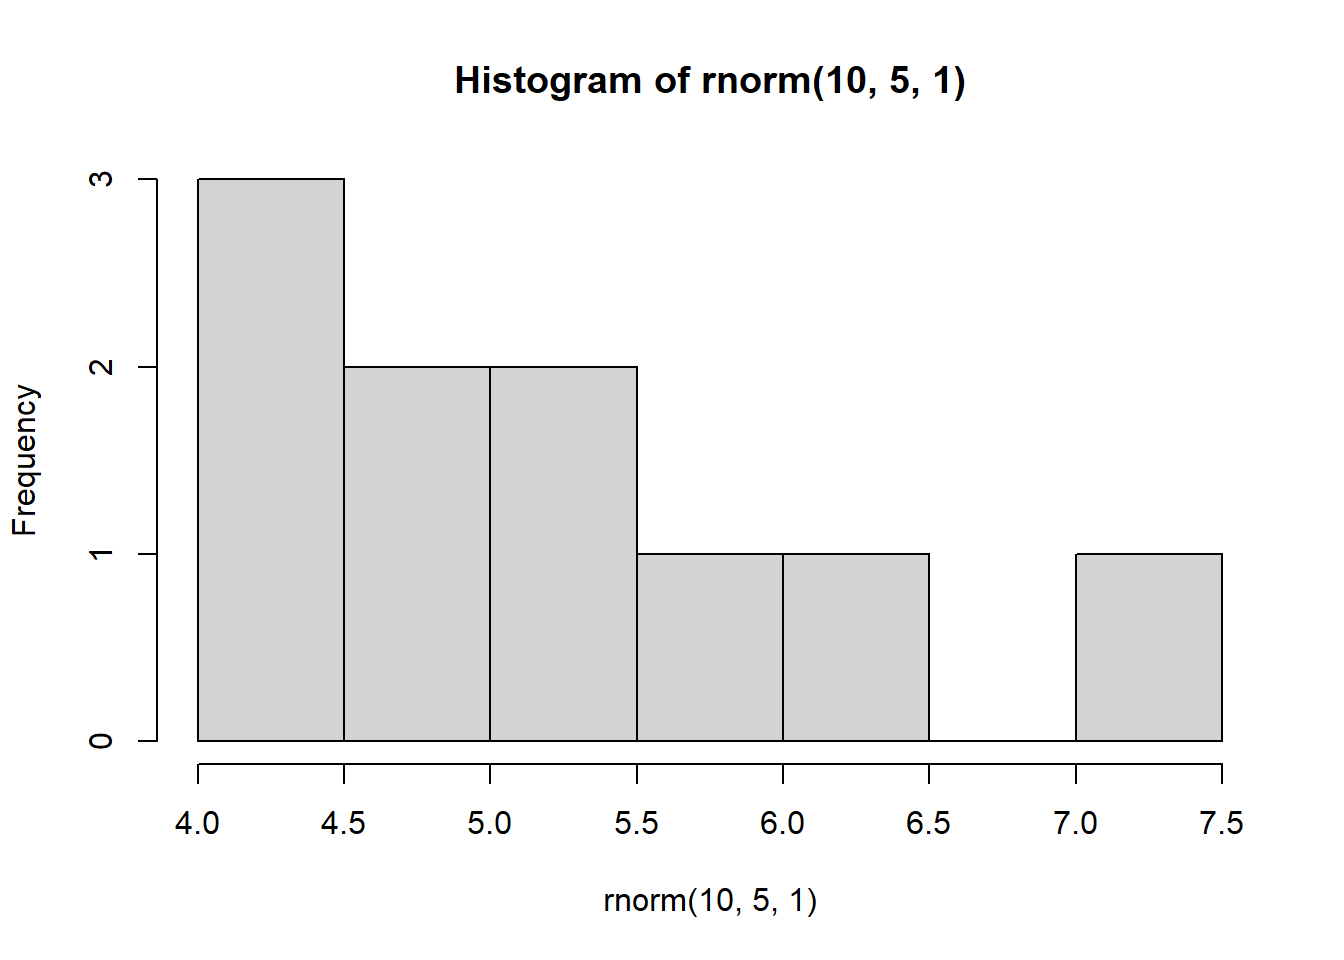 Histogram of rnorm(10, 5, 1)
Frequency
3
2
1
0
4.0 4.5 5.0 5.5 6.0 6.5 7.0 7.5
rnorm(10, 5, 1)